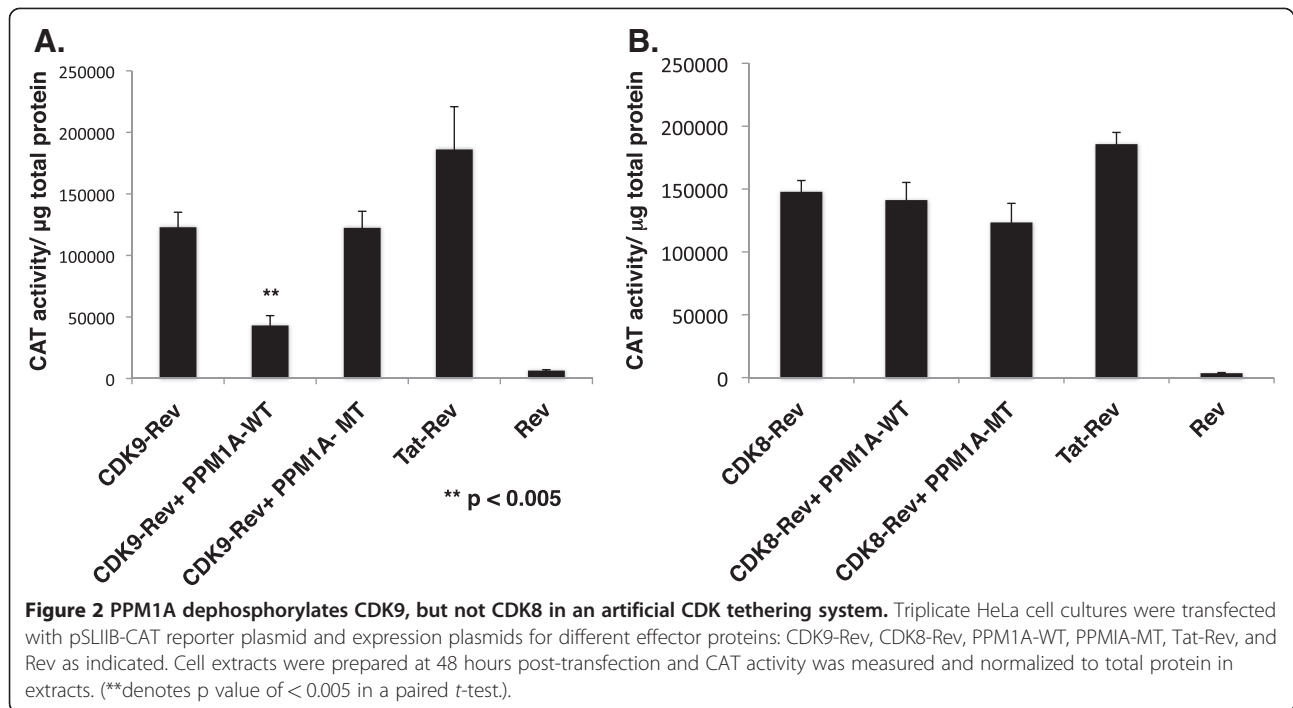 A.
CAT activity/ µg total protein
250000
200000
150000
100000
50000
0
**
CDK9-Rev
CDK9-Rev+ PPM1A-WT
CDK9-Rev+ PPM1A- MT
Tat-Rev
Rev
** p < 0.005
B.
CAT activity/ µg total protein
250000
200000
150000
100000
50000
0
CDK8-Rev
CDK8-Rev+ PPM1A-WT
CDK8-Rev+ PPM1A-MT
Tat-Rev
Rev
Figure 2 PPM1A dephosphorylates CDK9, but not CDK8 in an artificial CDK tethering system. Triplicate HeLa cell cultures were transfected
with pSLIIB-CAT reporter plasmid and expression plasmids for different effector proteins: CDK9-Rev, CDK8-Rev, PPM1A-WT, PPMIA-MT, Tat-Rev, and
Rev as indicated. Cell extracts were prepared at 48 hours post-transfection and CAT activity was measured and normalized to total protein in
extracts. (**denotes p value of < 0.005 in a paired t-test.).